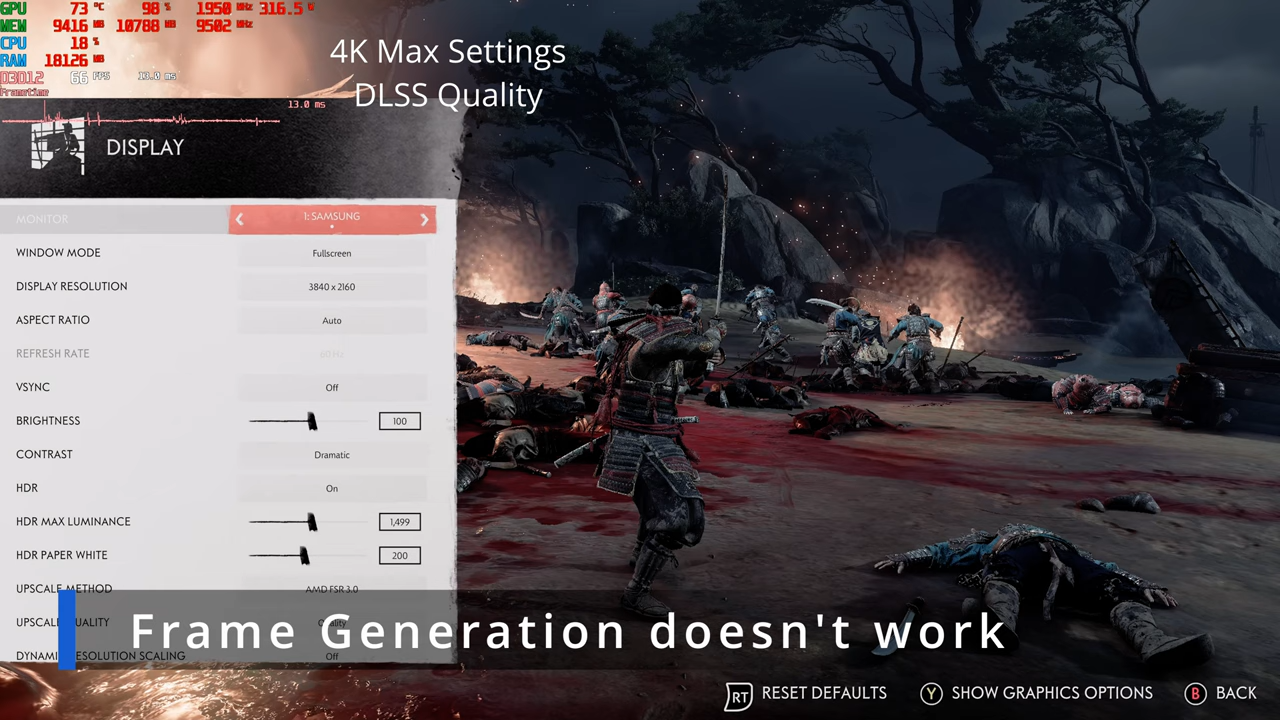 GPU 73 °C 98 % 1950 MHz 316.5 W
MEM 9416 MB 10788 MB 9502 MHz
CPU 18 %
RAM 18126 MB
D3D12 66 FPS 13.0 ms
Frametime
13.0 ms
4K Max Settings
DLSS Quality
DISPLAY
MONITOR 1: SAMSUNG
WINDOW MODE Fullscreen
DISPLAY RESOLUTION 3840 x 2160
ASPECT RATIO Auto
REFRESH RATE 60 Hz
VSYNC Off
BRIGHTNESS 100
CONTRAST Dramatic
HDR On
HDR MAX LUMINANCE 1,499
HDR PAPER WHITE 200
UPSCALE METHOD AMD FSR 3.0
UPSCALE QUALITY Quality
DYNAMIC RESOLUTION SCALING Off
Frame Generation doesn't work
RT RESET DEFAULTS Y SHOW GRAPHICS OPTIONS B BACK